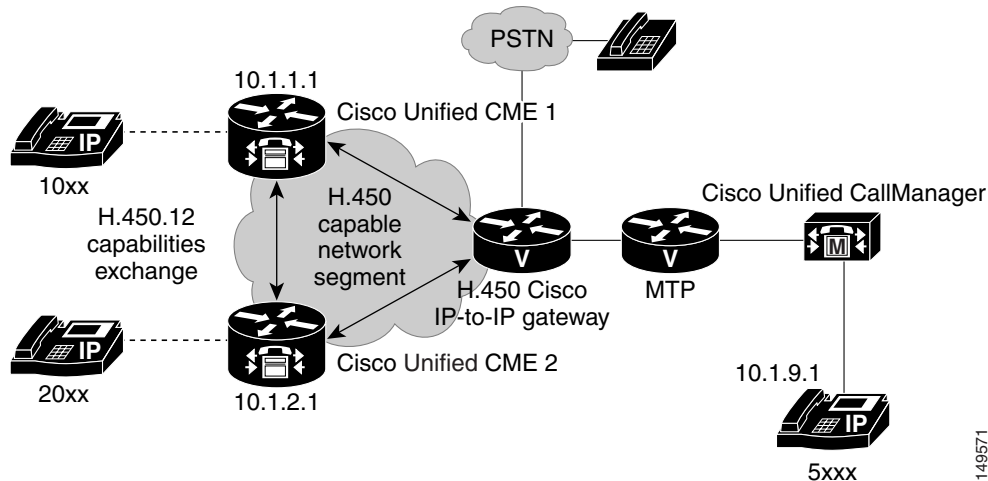 PSTN
10.1.1.1
Cisco Unified CME 1
IP
10xx
H.450.12
capabilities
exchange
H.450
capable
network
segment
Cisco Unified CallManager
V
V
M
H.450 Cisco
IP-to-IP gateway
MTP
IP
20xx
Cisco Unified CME 2
10.1.2.1
10.1.9.1
IP
5xxx
149571